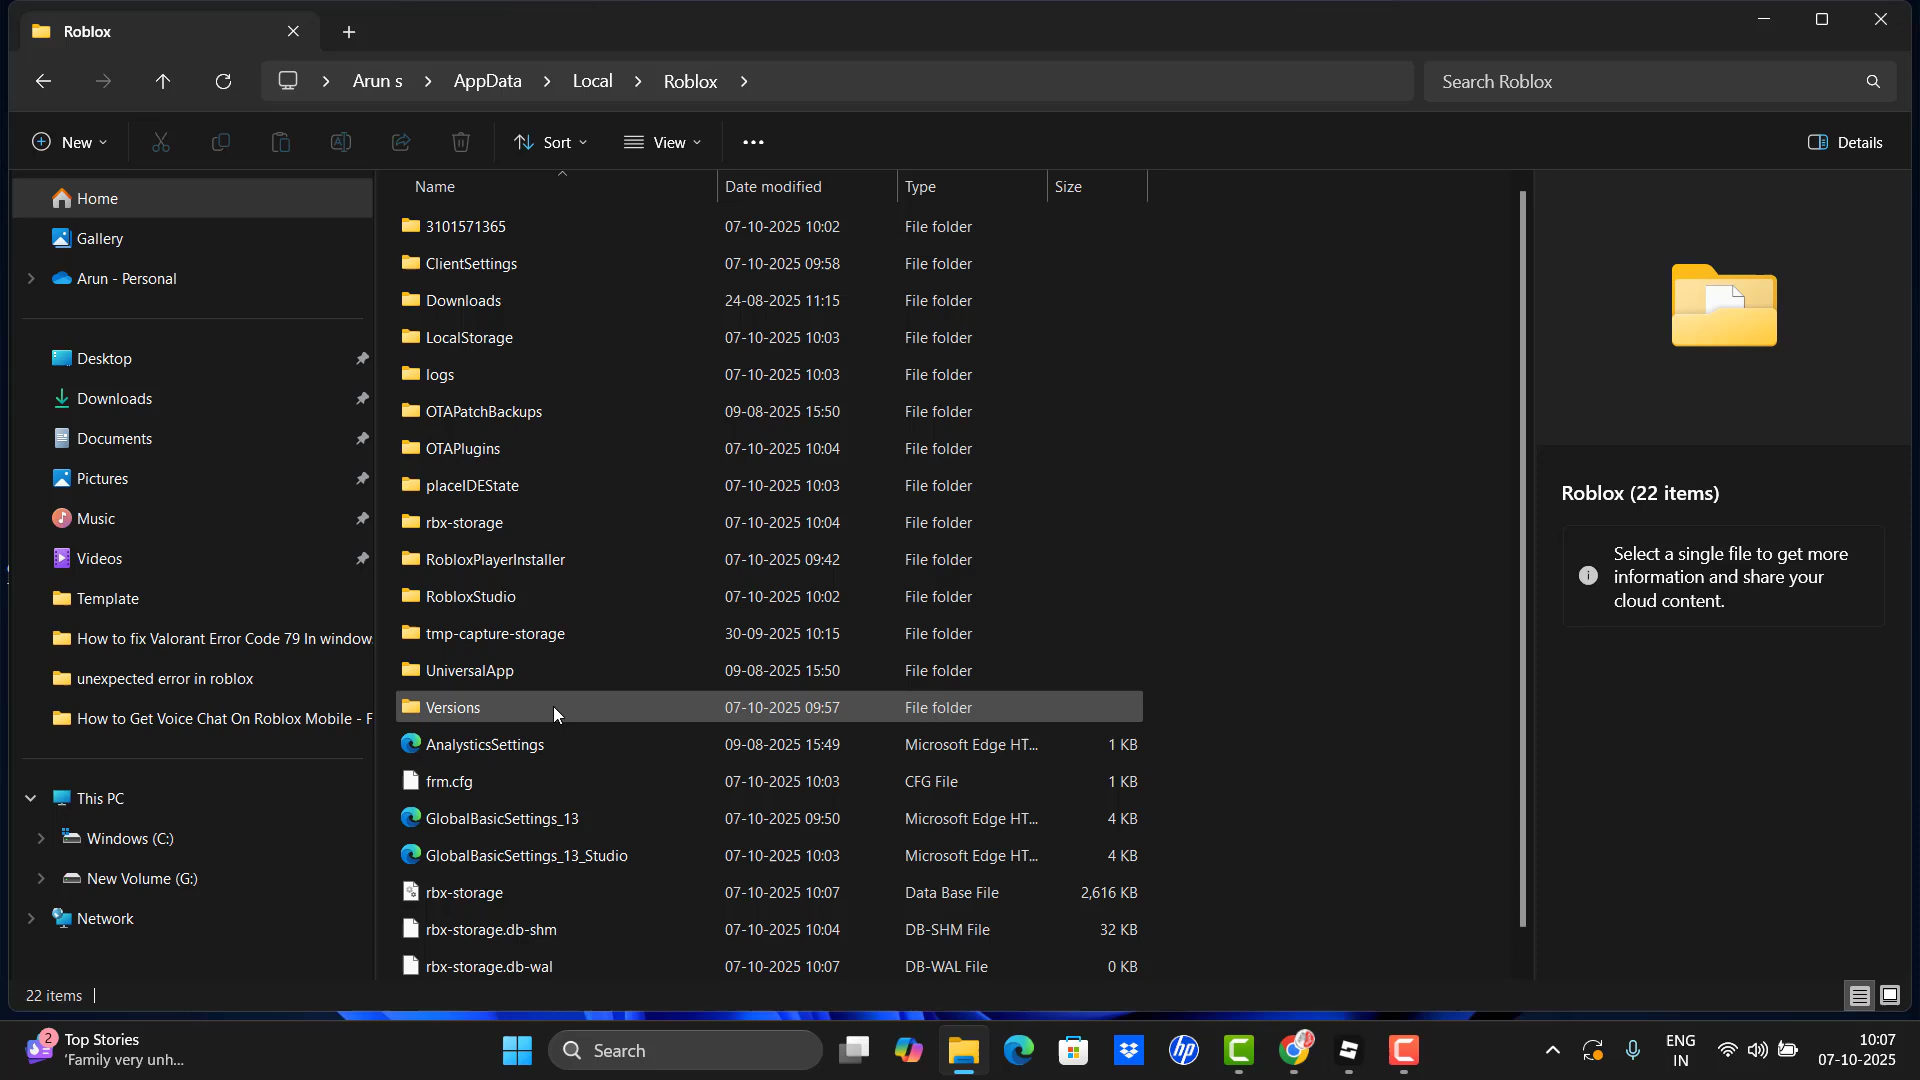 Roblox
Arun s
AppData
Local
Roblox
Search Roblox
New
Sort
View
Details
Home
Gallery
Arun - Personal
Desktop
Downloads
Documents
Pictures
Music
Videos
Template
How to fix Valorant Error Code 79 In window
unexpected error in roblox
How to Get Voice Chat On Roblox Mobile - F
This PC
Windows (C:)
New Volume (G:)
Network
Name Date modified Type Size
3101571365 07-10-2025 10:02 File folder
ClientSettings 07-10-2025 09:58 File folder
Downloads 24-08-2025 11:15 File folder
LocalStorage 07-10-2025 10:03 File folder
logs 07-10-2025 10:03 File folder
OTAPatchBackups 09-08-2025 15:50 File folder
OTAPlugins 07-10-2025 10:04 File folder
placeIDEState 07-10-2025 10:03 File folder
rbx-storage 07-10-2025 10:04 File folder
RobloxPlayerInstaller 07-10-2025 09:42 File folder
RobloxStudio 07-10-2025 10:02 File folder
tmp-capture-storage 30-09-2025 10:15 File folder
UniversalApp 09-08-2025 15:50 File folder
Versions 07-10-2025 09:57 File folder
AnalysticsSettings 09-08-2025 15:49 Microsoft Edge HT... 1 KB
frm.cfg 07-10-2025 10:03 CFG File 1 KB
GlobalBasicSettings_13 07-10-2025 09:50 Microsoft Edge HT... 4 KB
GlobalBasicSettings_13_Studio 07-10-2025 10:03 Microsoft Edge HT... 4 KB
rbx-storage 07-10-2025 10:07 Data Base File 2,616 KB
rbx-storage.db-shm 07-10-2025 10:04 DB-SHM File 32 KB
rbx-storage.db-wal 07-10-2025 10:07 DB-WAL File 0 KB
Roblox (22 items)
Select a single file to get more
information and share your
cloud content.
22 items
2
Top Stories
'Family very unh...
Search
hp
ENG
IN
10:07
07-10-2025